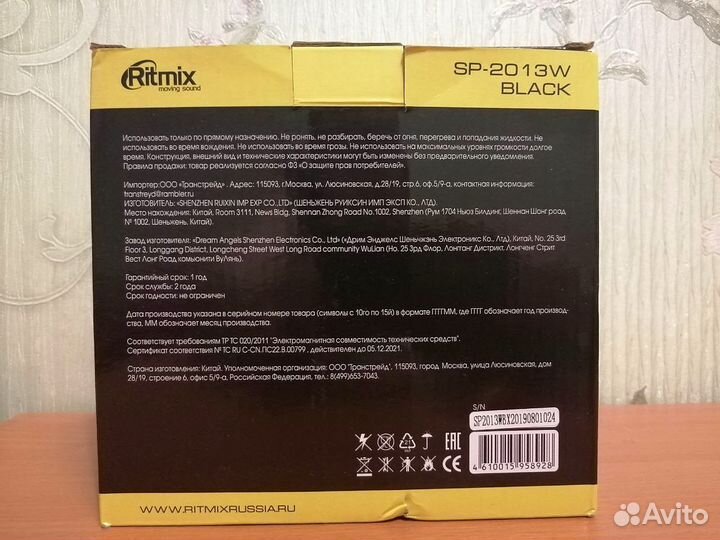 Ritmix
moving sound
SP-2013W
BLACK
Использовать только по прямому назначению. Не ронять, не разбирать, беречь от огня, перегрева и попадания жидкости. Не
использовать во время вождения. Не использовать во время грозы. Не использовать на максимальных уровнях громкости долгое
время. Конструкция, внешний вид и технические характеристики могут быть изменены без предварительного уведомления.
Правила продажи: товар реализуется согласно ФЗ «О защите прав потребителей».
Импортер:ООО «Транстрейд». Адрес: 115093, г.Москва, ул. Люсиновская, д.28/19, стр.6, оф.5/9-а, контактная информация:
transtreyd@rambler.ru
ИЗГОТОВИТЕЛЬ: «SHENZHEN RUIXIN IMP EXP CO.,LTD» (ШЕНЬЖЕНЬ РУИКСИН ИМП ЭКСП КО., ЛТД).
Место нахождения: Китай, Room 3111, News Bldg, Shennan Zhong Road No.1002, Shenzhen (Рум 1704 Ньюз Билдинг, Шеннан Шонг роад
№ 1002, Шеньжень, Китай).
Завод изготовитель: «Dream Angels Shenzhen Electronics Co., Ltd» («Дрим Энджелс Шеньчжэнь Электроникс Ко., Лтд), Китай, No. 25 3rd
Floor 3, Longgang District, Longcheng Street West Long Road community WuLian (Но. 25 3рд Флор, Лонгганг Дистрикт, Лонгченг Стрит
Вест Лонг Роад комьюнити ВуЛянь).
Гарантийный срок: 1 год
Срок службы: 2 года
Срок годности: не ограничен
Дата производства указана в серийном номере товара (символы с 10го по 15й) в формате ГГГГММ, где ГГГГ обозначает год производ-
ства, ММ обозначает месяц производства.
Соответствует требованиям ТР ТС 020/2011 "Электромагнитная совместимость технических средств".
Сертификат соответствия №ТС RU C-CN.ПС22.В.00799 , действителен до 05.12.2021.
Страна изготовления: Китай. Уполномоченная организация: ООО "Транстрейд", 115093, город Москва, улица Люсиновская, дом
28/19, строение 6, офис 5/9-а, Российская Федерация, тел.: 8(499)653-7043.
S/N
SP2013WBX20190801024
EAC
CE
4 610015 958928
WWW.RITMIXRUSSIA.RU
Avito